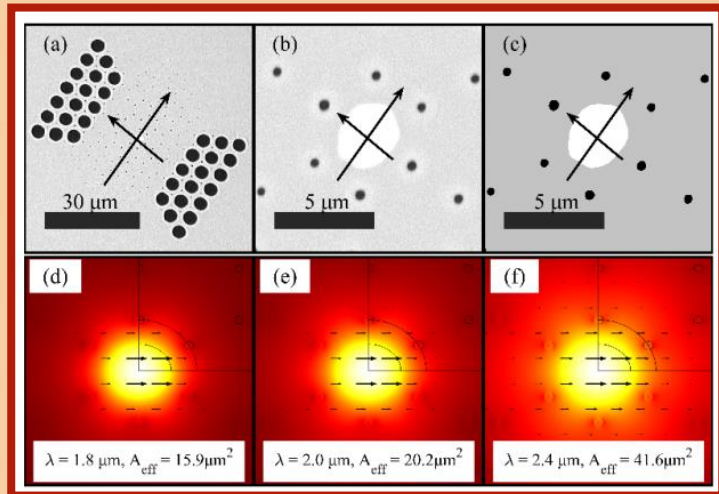 (a)
(b)
(c)
30 μm
5 μm
5 μm
(d)
(e)
(f)
λ = 1.8 μm, A_eff = 15.9μm²
λ = 2.0 μm, A_eff = 20.2μm²
λ = 2.4 μm, A_eff = 41.6μm²